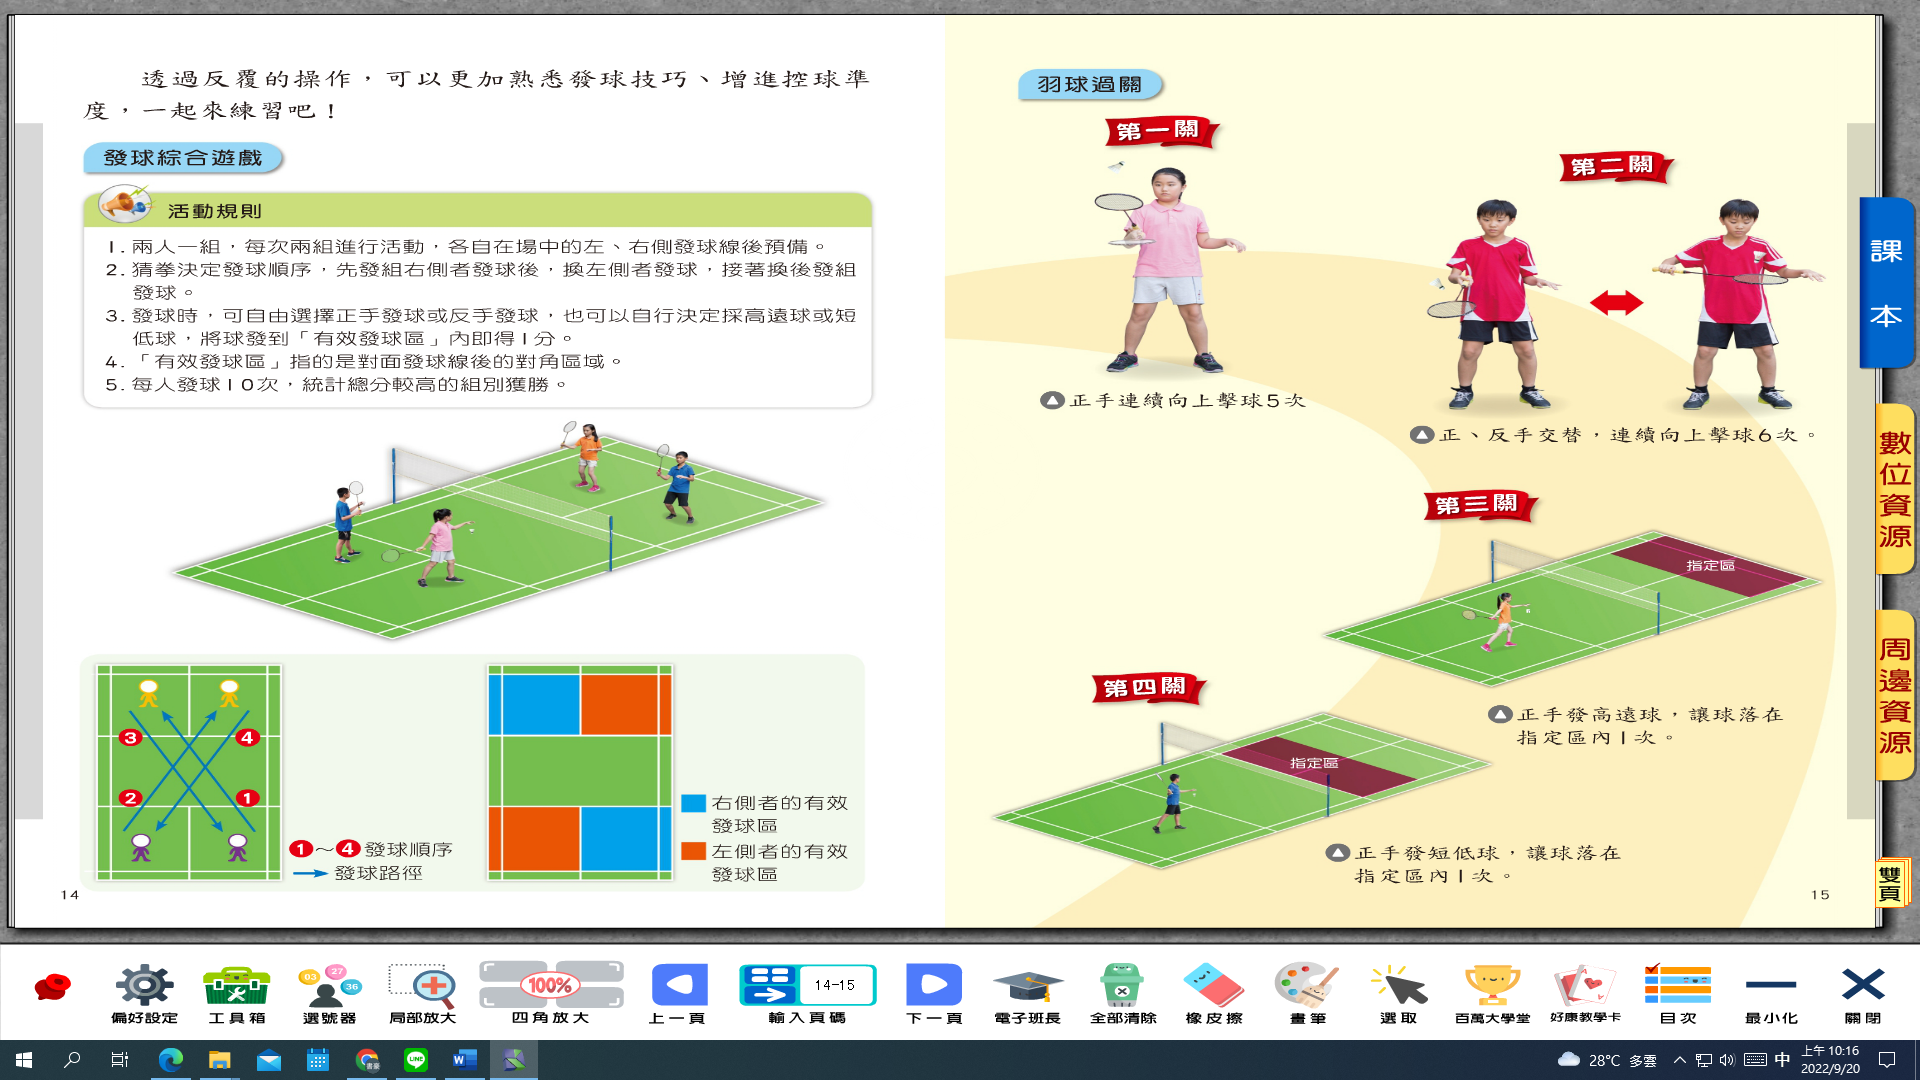 透過反覆的操作，可以更加熟悉發球技巧、增進控球準
度，一起來練習吧！
發球綜合遊戲
活動規則
1. 兩人一組，每次兩組進行活動，各自在場中的左、右側發球線後預備。
2. 猜拳決定發球順序，先發組右側者發球後，換左側者發球，接著換後發組
發球。
3. 發球時，可自由選擇正手發球或反手發球，也可以自行決定採高遠球或短
低球，將球發到「有效發球區」內即得1分。
4. 「有效發球區」指的是對面發球線後的對角區域。
5. 每人發球10次，統計總分較高的組別獲勝。
3
4
2
1
1～4發球順序
發球路徑
右側者的有效
發球區
左側者的有效
發球區
14
羽球過關
第一關
正手連續向上擊球5次
第二關
正、反手交替，連續向上擊球6次。
第三關
指定區
正手發高遠球，讓球落在
指定區內1次。
第四關
指定區
正手發短低球，讓球落在
指定區內1次。
15
課本
數位資源
周邊資源
雙頁
03
27
36
100%
14-15
偏好設定
工具箱
選號器
局部放大
四角放大
上一頁
輸入頁碼
下一頁
電子班長
全部清除
橡皮擦
畫筆
選取
百萬大學堂
好康教學卡
目次
最小化
關閉
LINE
W
28°C 多雲
中
上午 10:16
2022/9/20